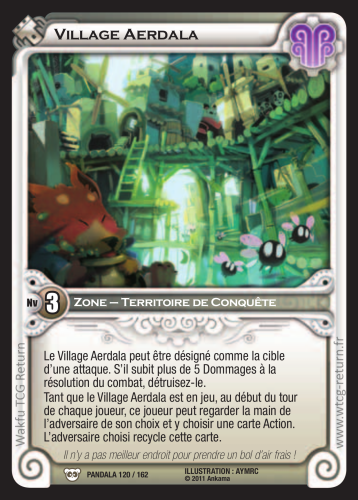 Village Aerdala
Nv 3 Zone – Territoire de Conquête
Le Village Aerdala peut être désigné comme la cible
d'une attaque. S'il subit plus de 5 Dommages à la
résolution du combat, détruisez-le.
Tant que le Village Aerdala est en jeu, au début du tour
de chaque joueur, ce joueur peut regarder la main de
l'adversaire de son choix et y choisir une carte Action.
L'adversaire choisi recycle cette carte.
Il n'y a pas meilleur endroit pour prendre un bol d'air frais !
PANDALA 120 / 162
ILLUSTRATION : AYMRC
© 2011 Ankama
Wakfu TCG Return
www.wtcg-return.fr